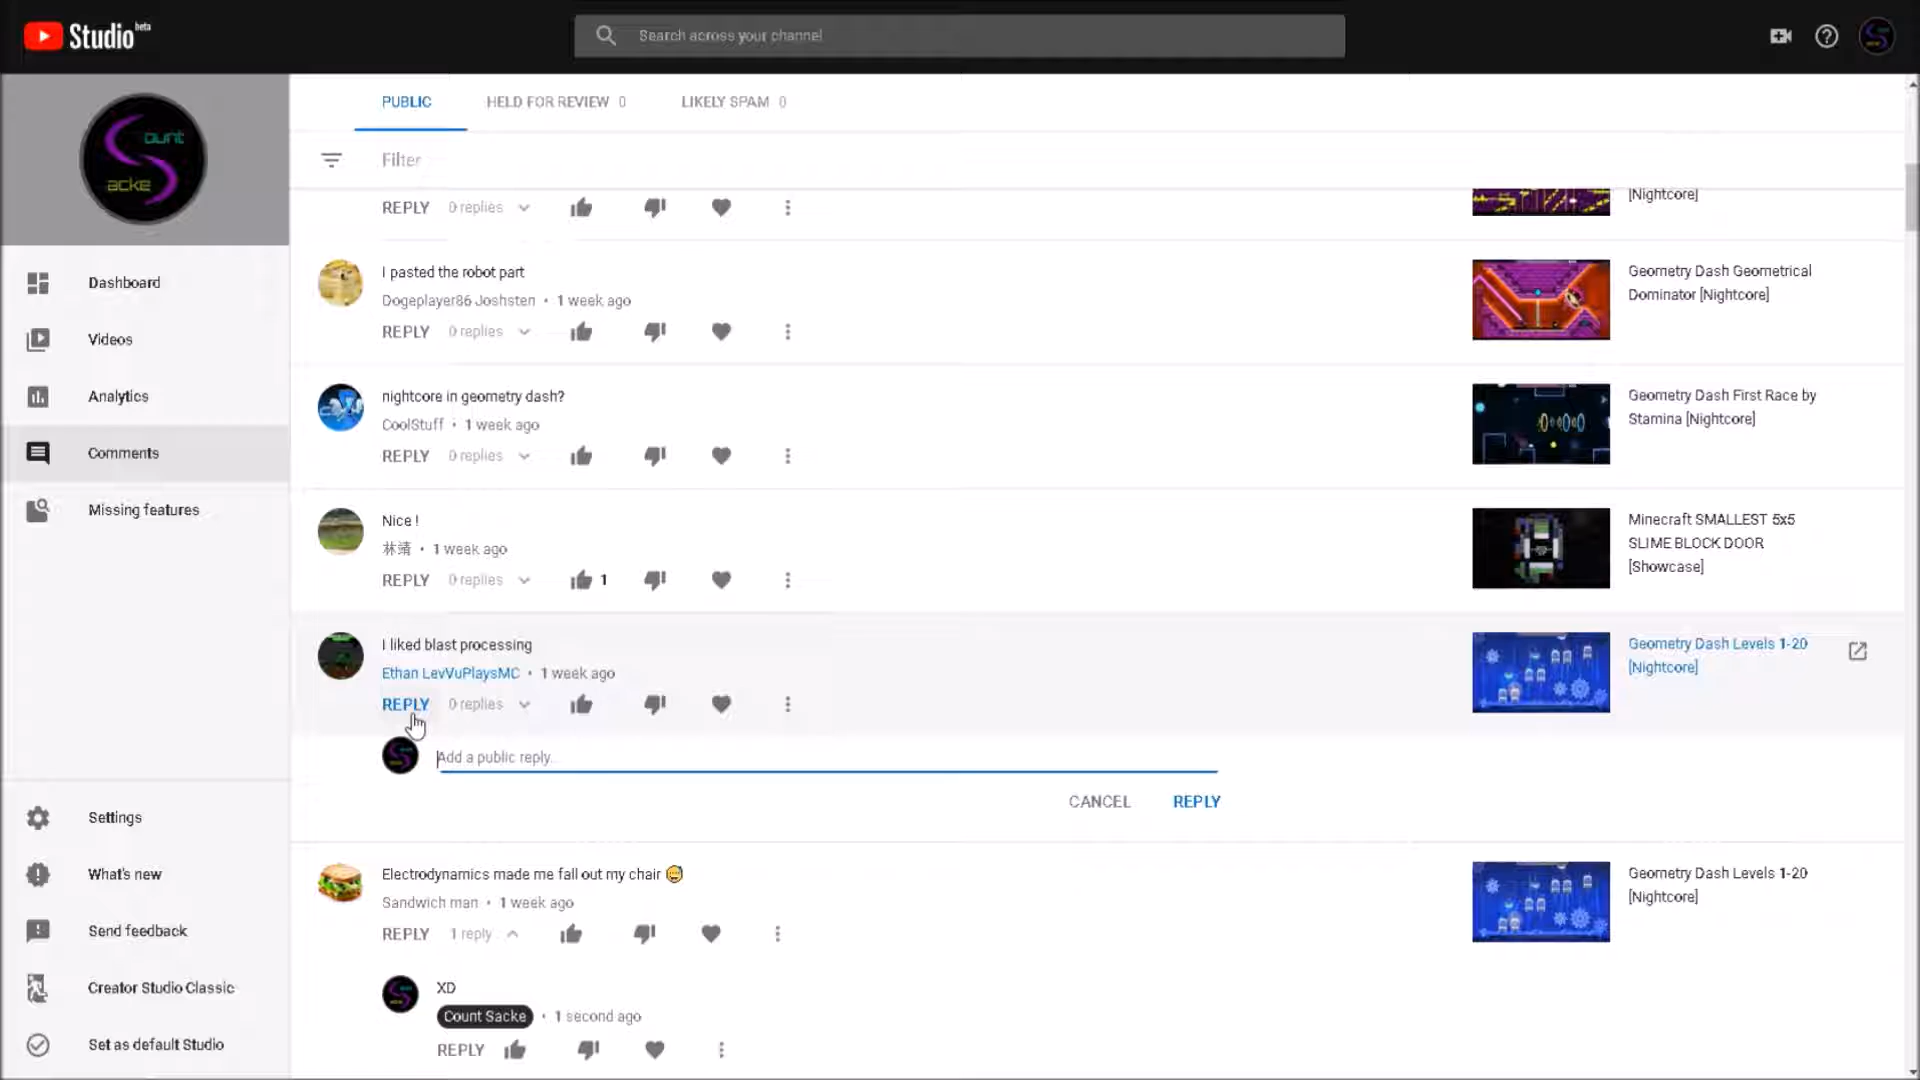 Studio beta
Search across your channel
ount
acke
PUBLIC
HELD FOR REVIEW 0
LIKELY SPAM 0
Filter
Dashboard
Videos
Analytics
Comments
Missing features
Settings
What's new
Send feedback
Creator Studio Classic
Set as default Studio
REPLY 0 replies
[Nightcore]
I pasted the robot part
Dogeplayer86 Joshsten • 1 week ago
REPLY 0 replies
Geometry Dash Geometrical
Dominator [Nightcore]
nightcore in geometry dash?
CoolStuff • 1 week ago
REPLY 0 replies
Geometry Dash First Race by
Stamina [Nightcore]
Nice !
林靖 • 1 week ago
REPLY 0 replies 1
Minecraft SMALLEST 5x5
SLIME BLOCK DOOR
[Showcase]
I liked blast processing
Ethan LevVuPlaysMC • 1 week ago
REPLY 0 replies
Geometry Dash Levels 1-20
[Nightcore]
Add a public reply...
CANCEL REPLY
Electrodynamics made me fall out my chair 😅
Sandwich man • 1 week ago
REPLY 1 reply
Geometry Dash Levels 1-20
[Nightcore]
XD
Count Sacke • 1 second ago
REPLY